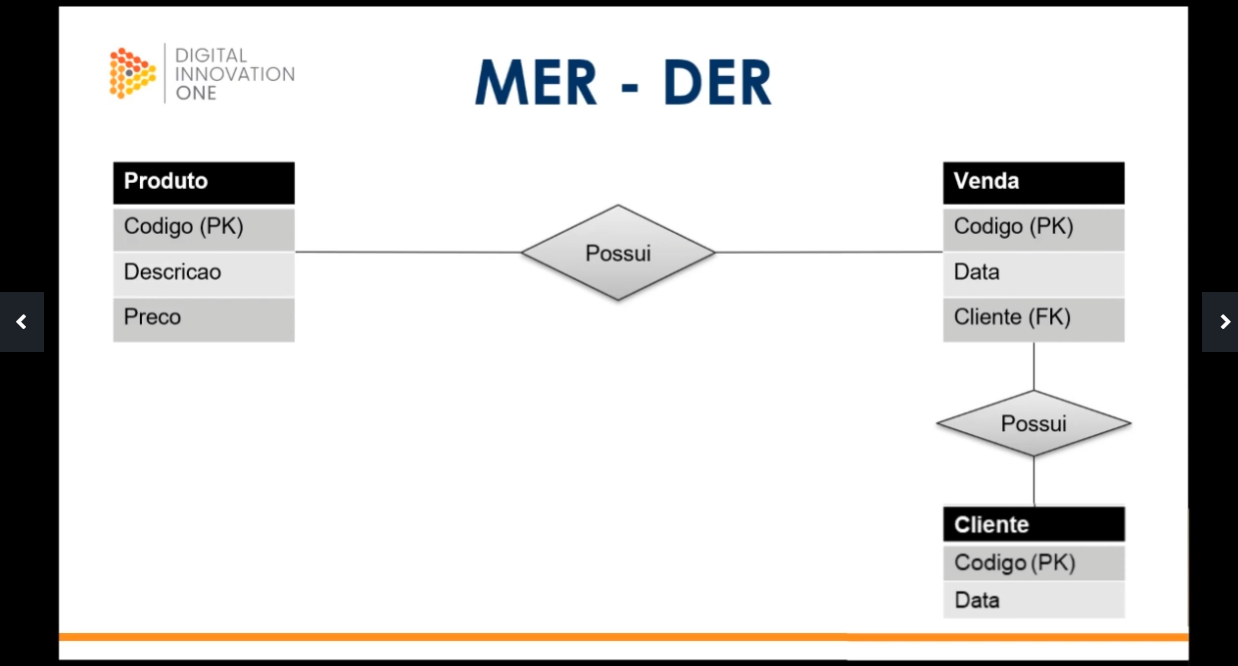 DIGITAL
INNOVATION
ONE
MER - DER
Produto
Codigo (PK)
Descricao
Preco
Possui
Venda
Codigo (PK)
Data
Cliente (FK)
Possui
Cliente
Codigo (PK)
Data